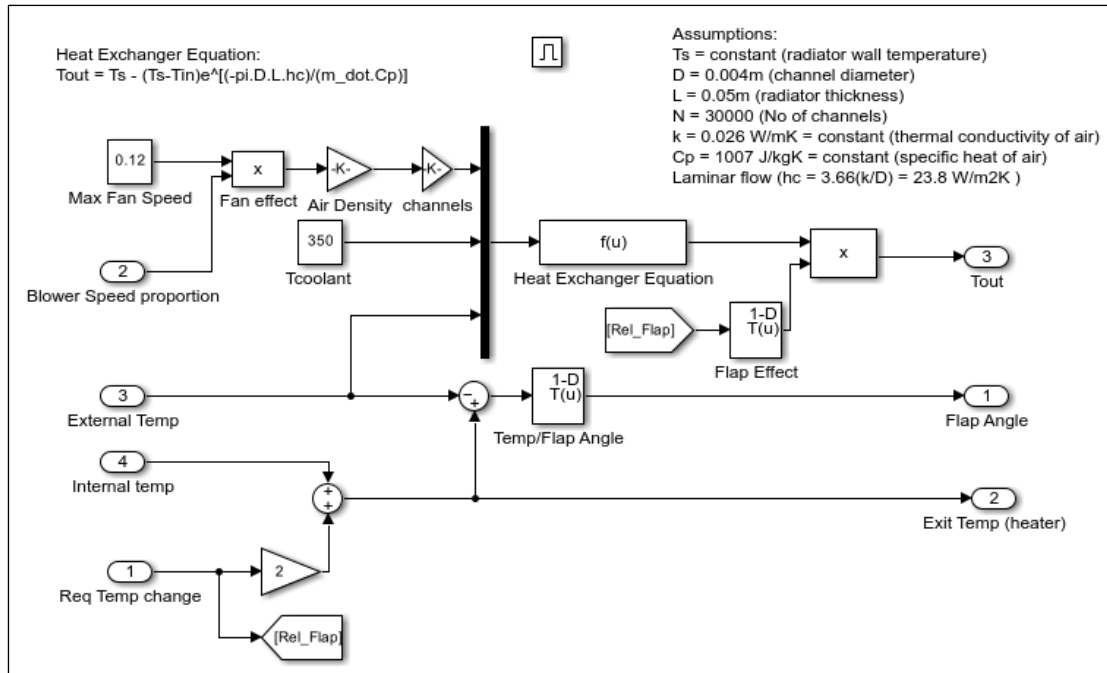 Heat Exchanger Equation:
Tout = Ts - (Ts-Tin)e^[(-pi.D.L.hc)/(m_dot.Cp)]
Assumptions:
Ts = constant (radiator wall temperature)
D = 0.004m (channel diameter)
L = 0.05m (radiator thickness)
N = 30000 (No of channels)
k = 0.026 W/mK = constant (thermal conductivity of air)
Cp = 1007 J/kgK = constant (specific heat of air)
Laminar flow (hc = 3.66(k/D) = 23.8 W/m2K )
0.12
Max Fan Speed
x
Fan effect
-K-
Air Density
-K-
channels
2
Blower Speed proportion
350
Tcoolant
f(u)
Heat Exchanger Equation
x
3
Tout
[Rel_Flap]
1-D
T(u)
Flap Effect
3
External Temp
− +
1-D
T(u)
Temp/Flap Angle
1
Flap Angle
4
Internal temp
+
+
2
Exit Temp (heater)
1
Req Temp change
2
[Rel_Flap]